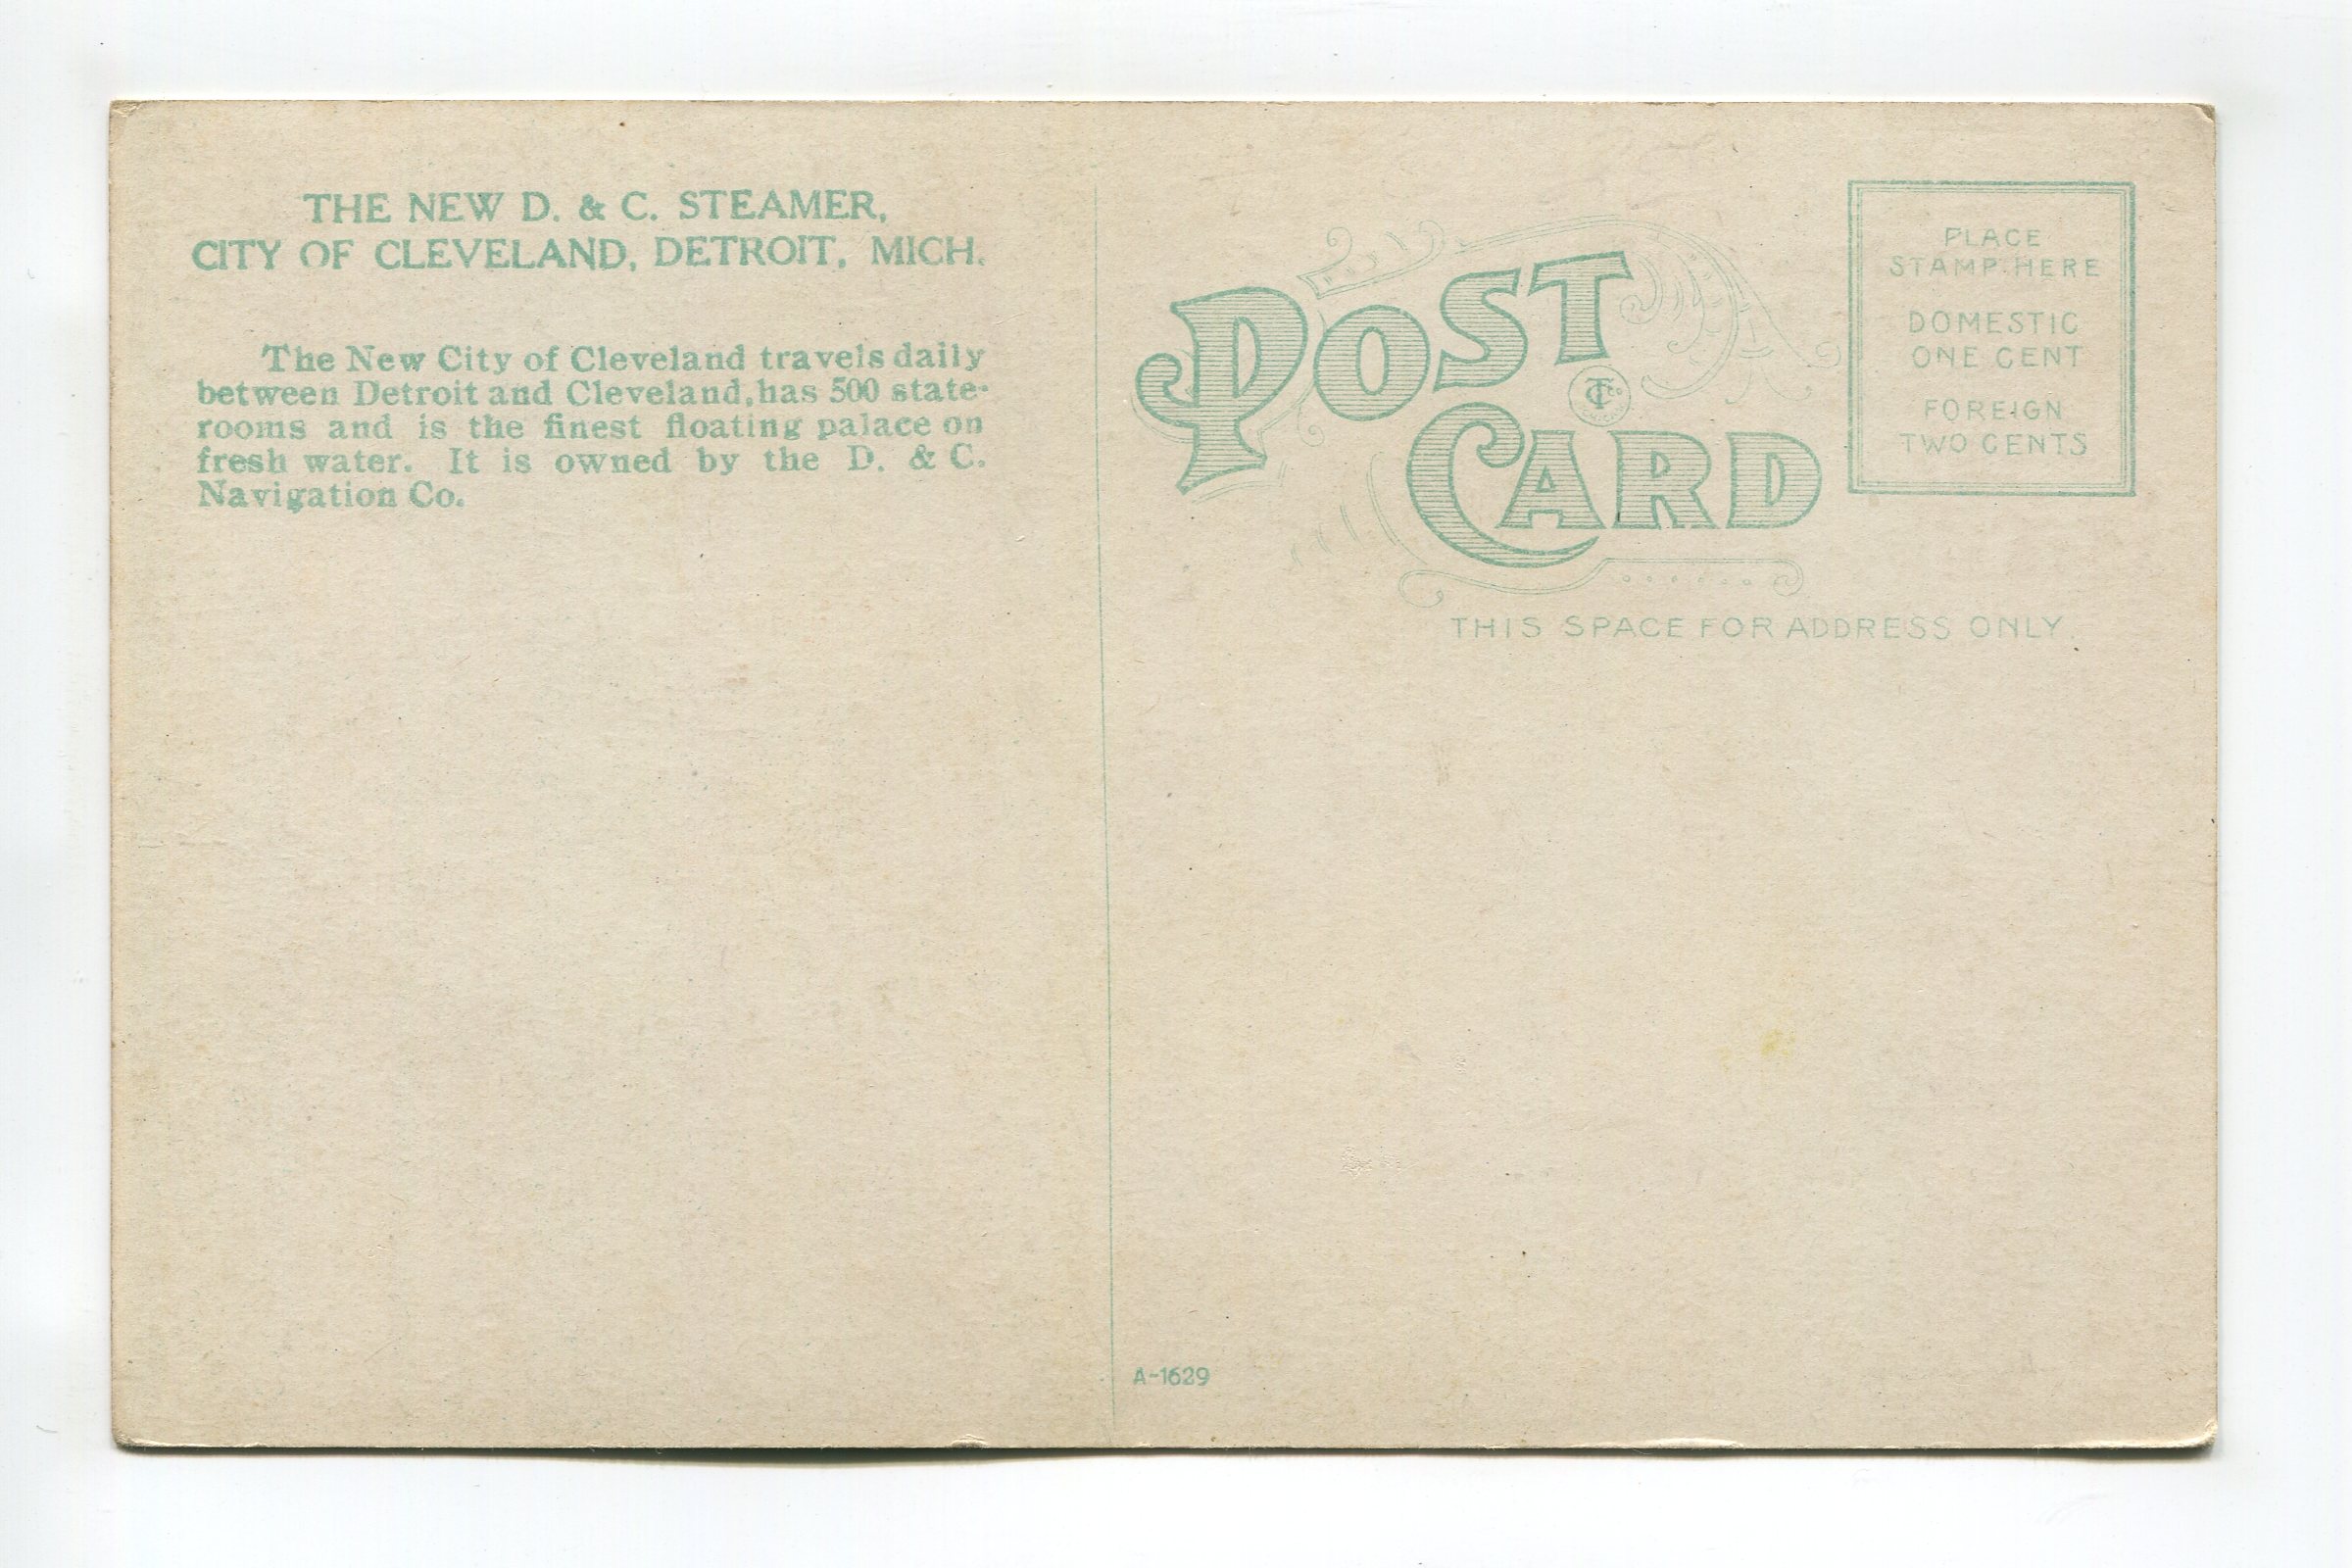 THE NEW D. & C. STEAMER,
CITY OF CLEVELAND, DETROIT, MICH.
The New City of Cleveland travels daily
between Detroit and Cleveland, has 500 state-
rooms and is the finest floating palace on
fresh water. It is owned by the D. & C.
Navigation Co.
POST
CARD
PLACE
STAMP HERE
DOMESTIC
ONE CENT
FOREIGN
TWO CENTS
THIS SPACE FOR ADDRESS ONLY.
A-1629